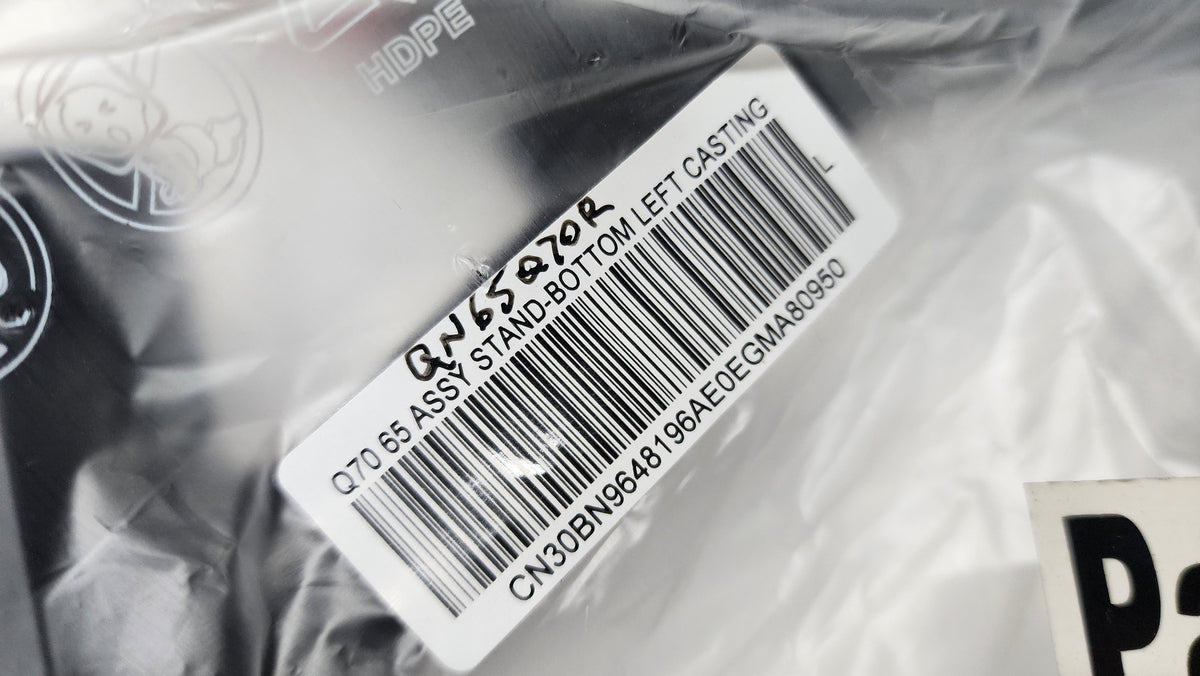 HDPE
QN65Q70R
Q70 65 ASSY STAND-BOTTOM LEFT CASTING
L
CN30BN9648196AE0EGMA80950
Pa